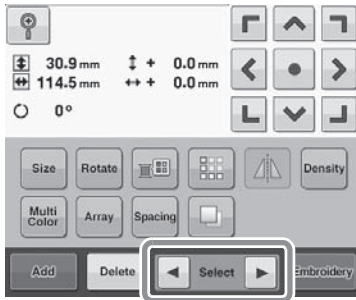 30.9 mm + 0.0 mm
114.5 mm + 0.0 mm
0°
Size Rotate Density
Multi Color Array Spacing
Add Delete Select Embroidery